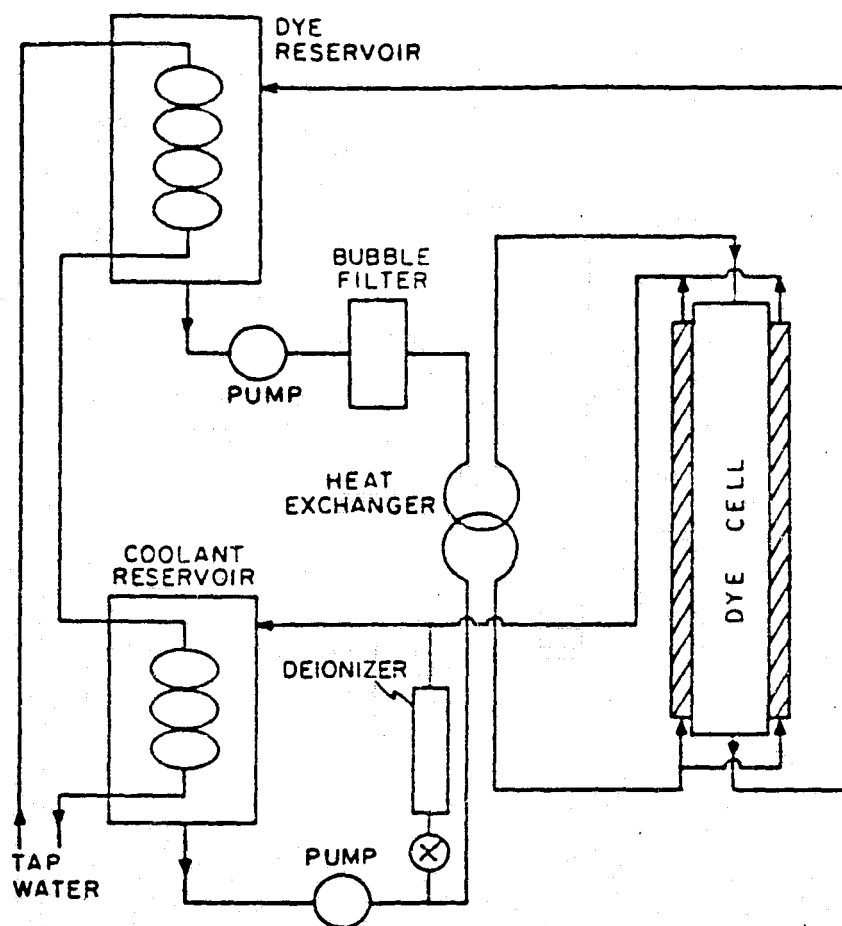 DYE
RESERVOIR
BUBBLE
FILTER
PUMP
HEAT
EXCHANGER
DYE CELL
COOLANT
RESERVOIR
DEIONIZER
PUMP
TAP
WATER